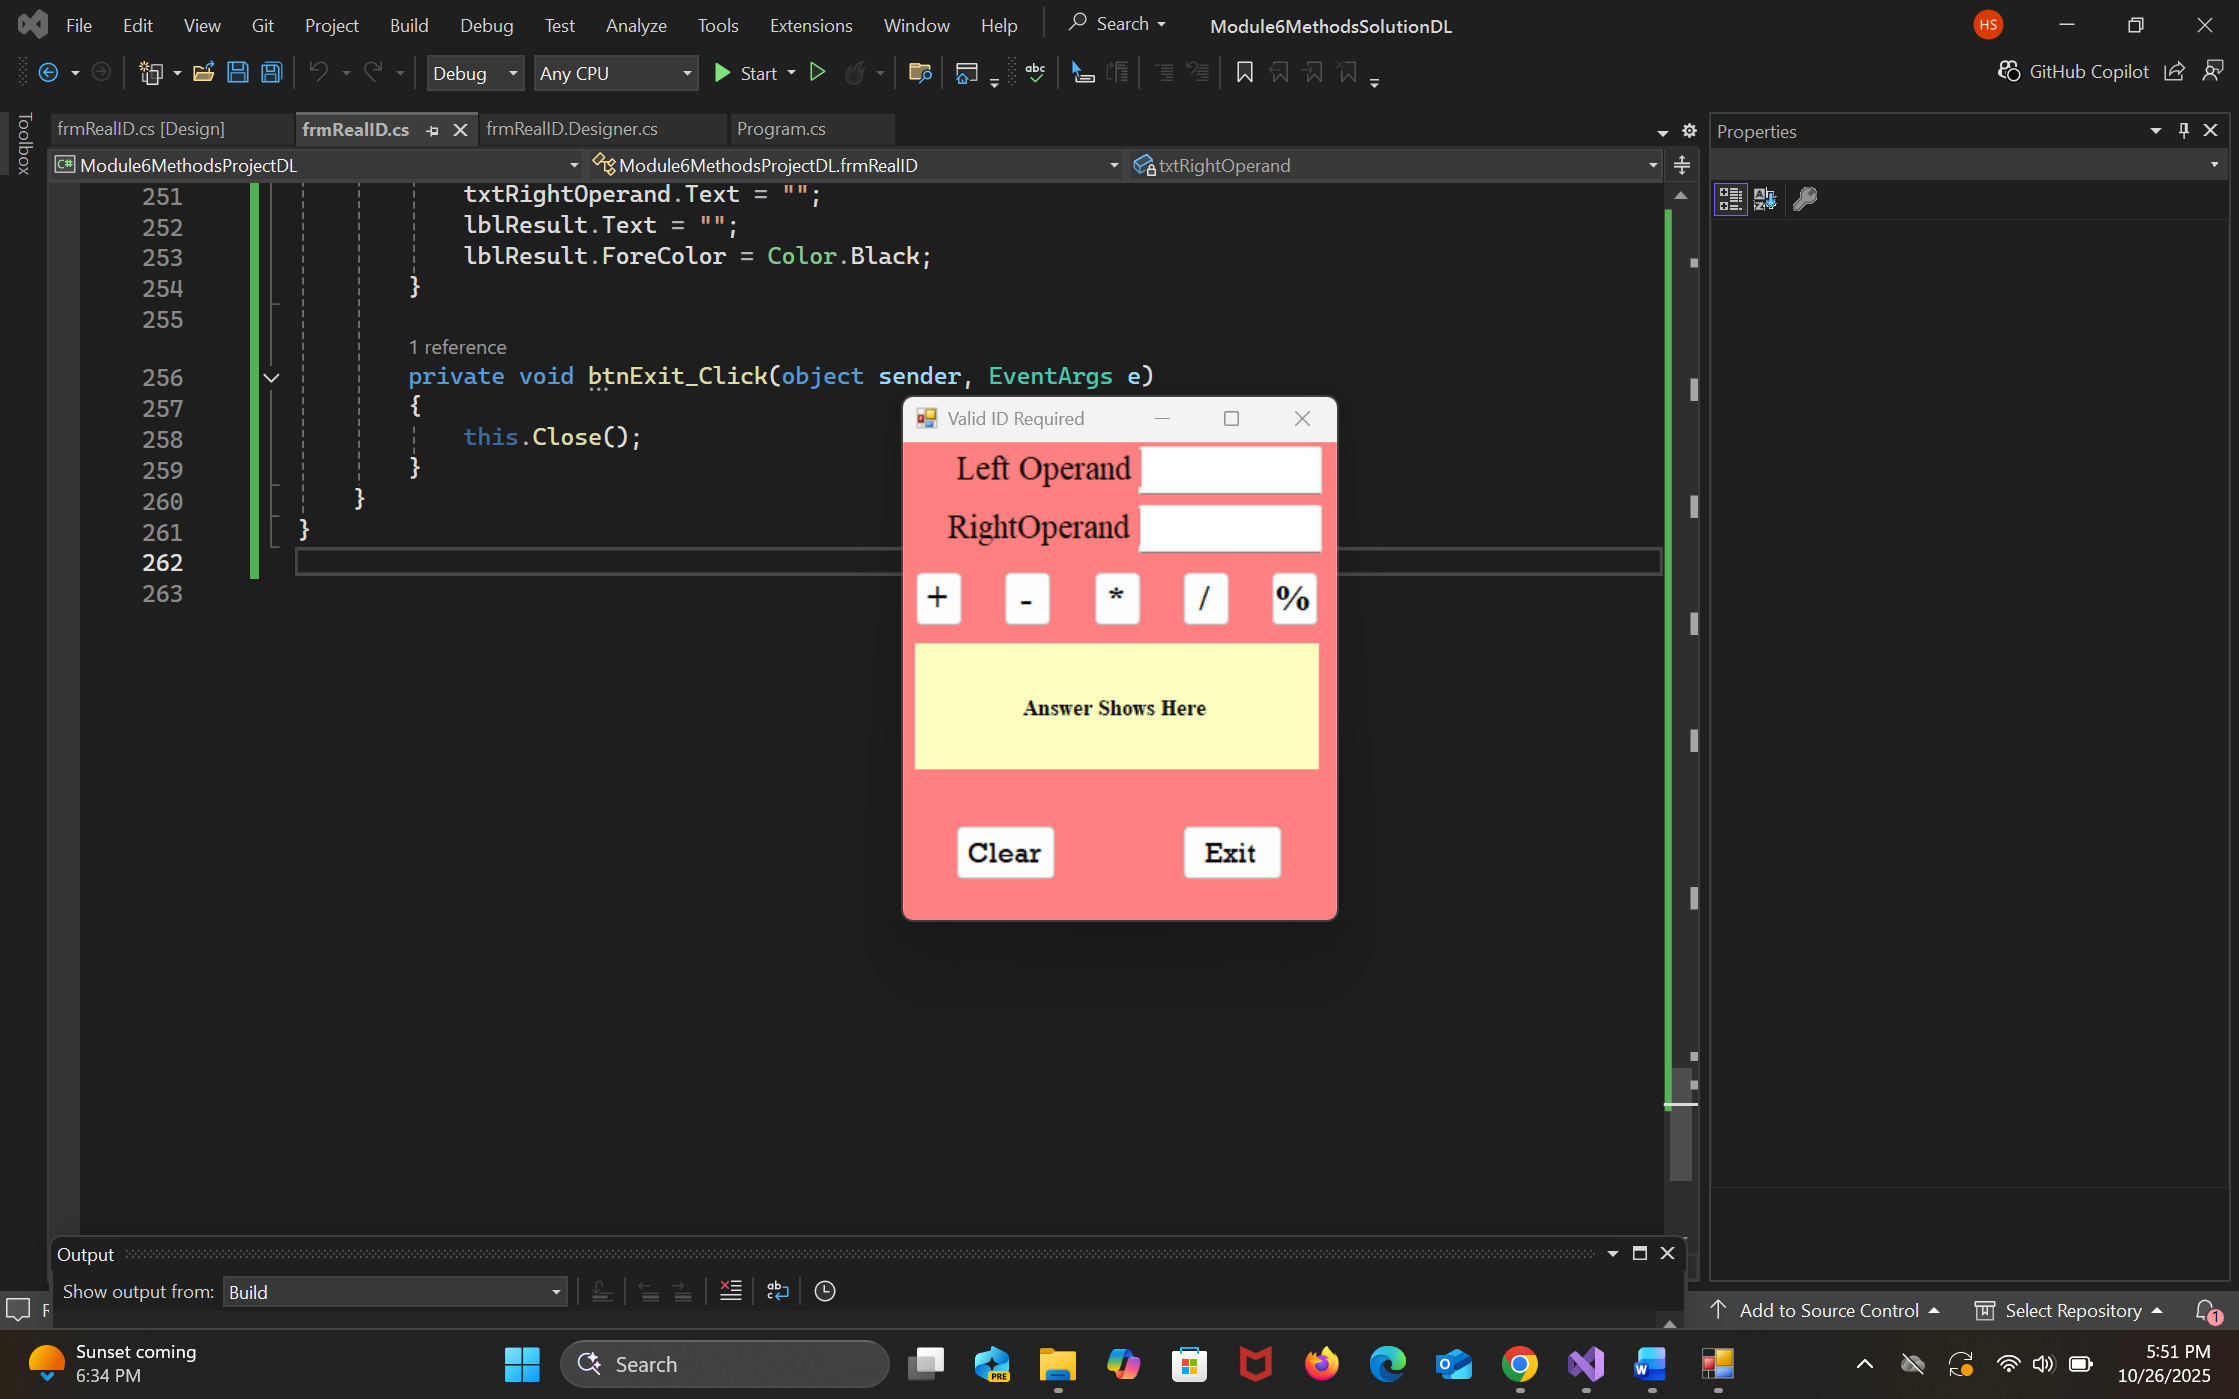 File Edit View Git Project Build Debug Test Analyze Tools Extensions Window Help Search Module6MethodsSolutionDL HS
Debug Any CPU Start GitHub Copilot
Toolbox
frmRealID.cs [Design] frmRealID.cs frmRealID.Designer.cs Program.cs
Module6MethodsProjectDL Module6MethodsProjectDL.frmRealID txtRightOperand
Properties
251 txtRightOperand.Text = "";
252 lblResult.Text = "";
253 lblResult.ForeColor = Color.Black;
254 }
255
1 reference
256 private void btnExit_Click(object sender, EventArgs e)
257 {
258 this.Close();
259 }
260 }
261 }
262
263
Valid ID Required
Left Operand
RightOperand
+ - * / %
Answer Shows Here
Clear Exit
Output
Show output from: Build
Add to Source Control Select Repository 1
Sunset coming
6:34 PM
Search
PRE
5:51 PM
10/26/2025